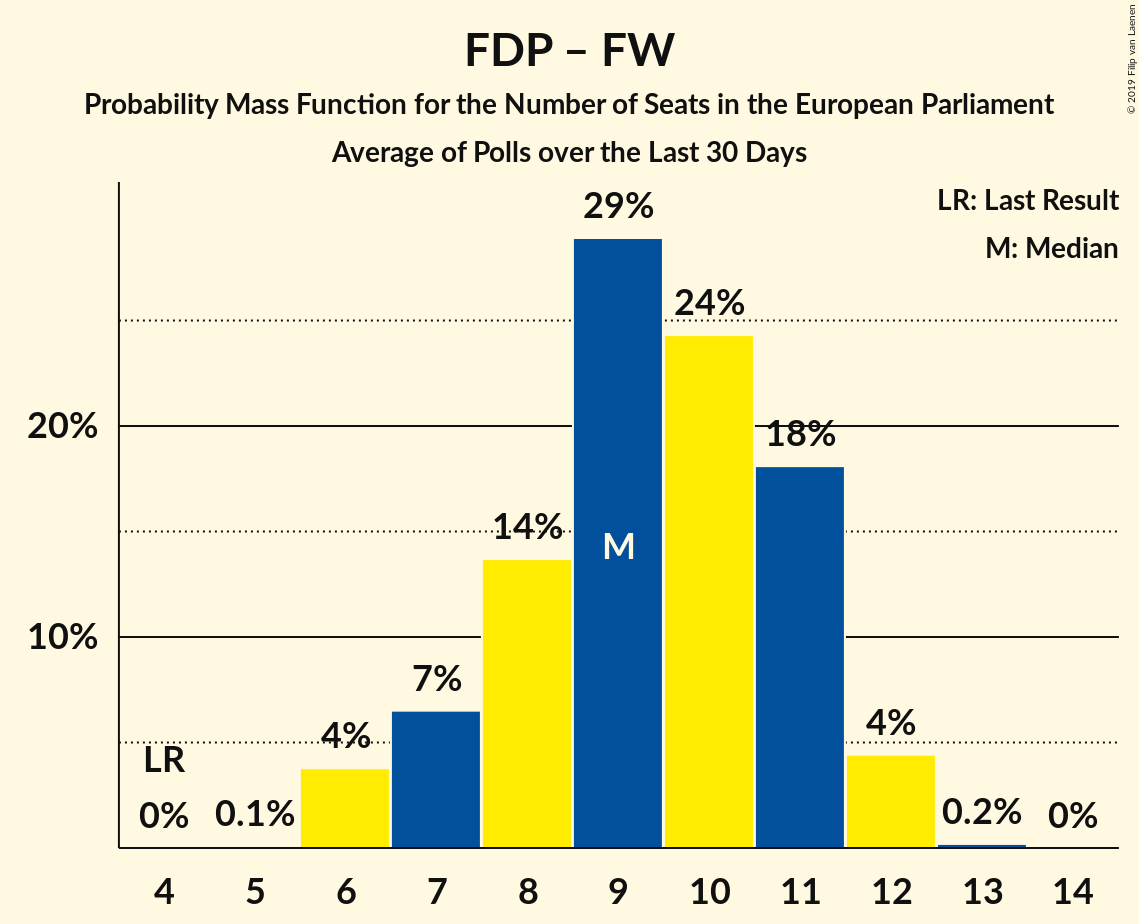 FDP – FW
Probability Mass Function for the Number of Seats in the European Parliament
Average of Polls over the Last 30 Days
© 2019 Filip van Laenen
LR: Last Result
M: Median
29%
24%
20%
18%
14%
M
10%
7%
4%
4%
LR
0%
0.1%
0.2%
0%
4 5 6 7 8 9 10 11 12 13 14